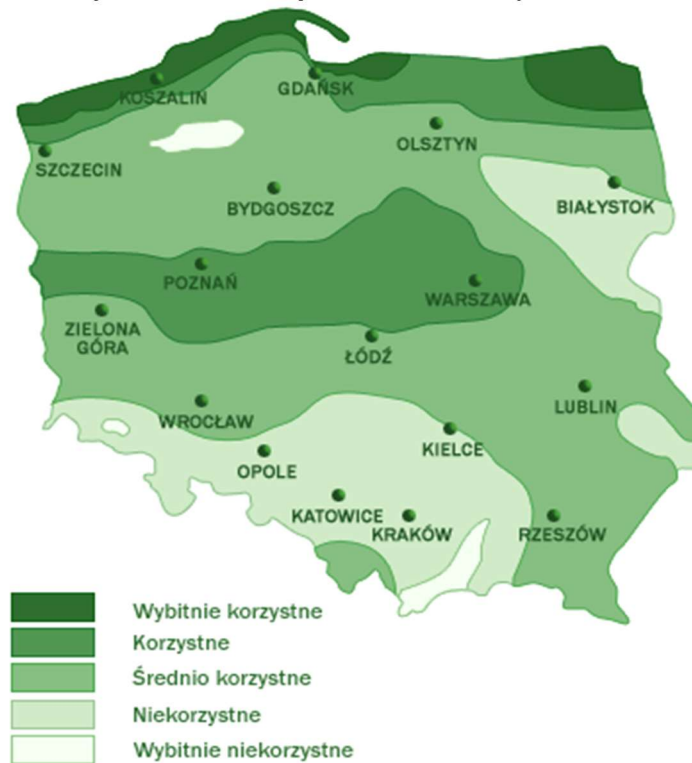 KOSZALIN
GDAŃSK
OLSZTYN
SZCZECIN
BIAŁYSTOK
BYDGOSZCZ
POZNAŃ
WARSZAWA
ZIELONA
GÓRA
ŁÓDŹ
LUBLIN
WROCŁAW
KIELCE
OPOLE
KATOWICE
KRAKÓW
RZESZÓW
Wybitnie korzystne
Korzystne
Średnio korzystne
Niekorzystne
Wybitnie niekorzystne